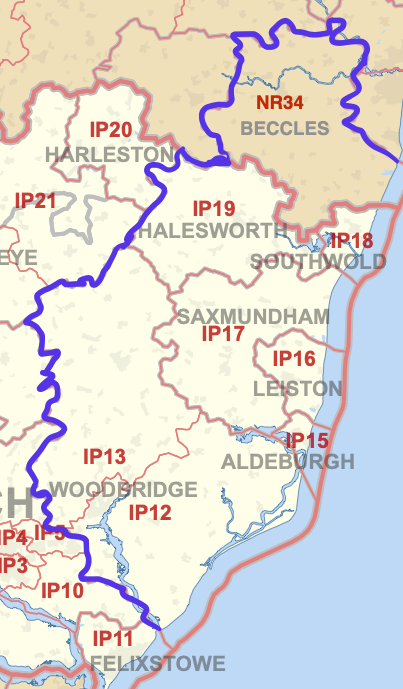 NR34
BECCLES
IP20
HARLESTON
IP21
IP19
HALESWORTH
IP18
EYE
SOUTHWOLD
SAXMUNDHAM
IP17
IP16
LEISTON
IP15
IP13
ALDEBURGH
WOODBRIDGE
CH
IP12
IP4
IP5
IP3
IP10
IP11
FELIXSTOWE